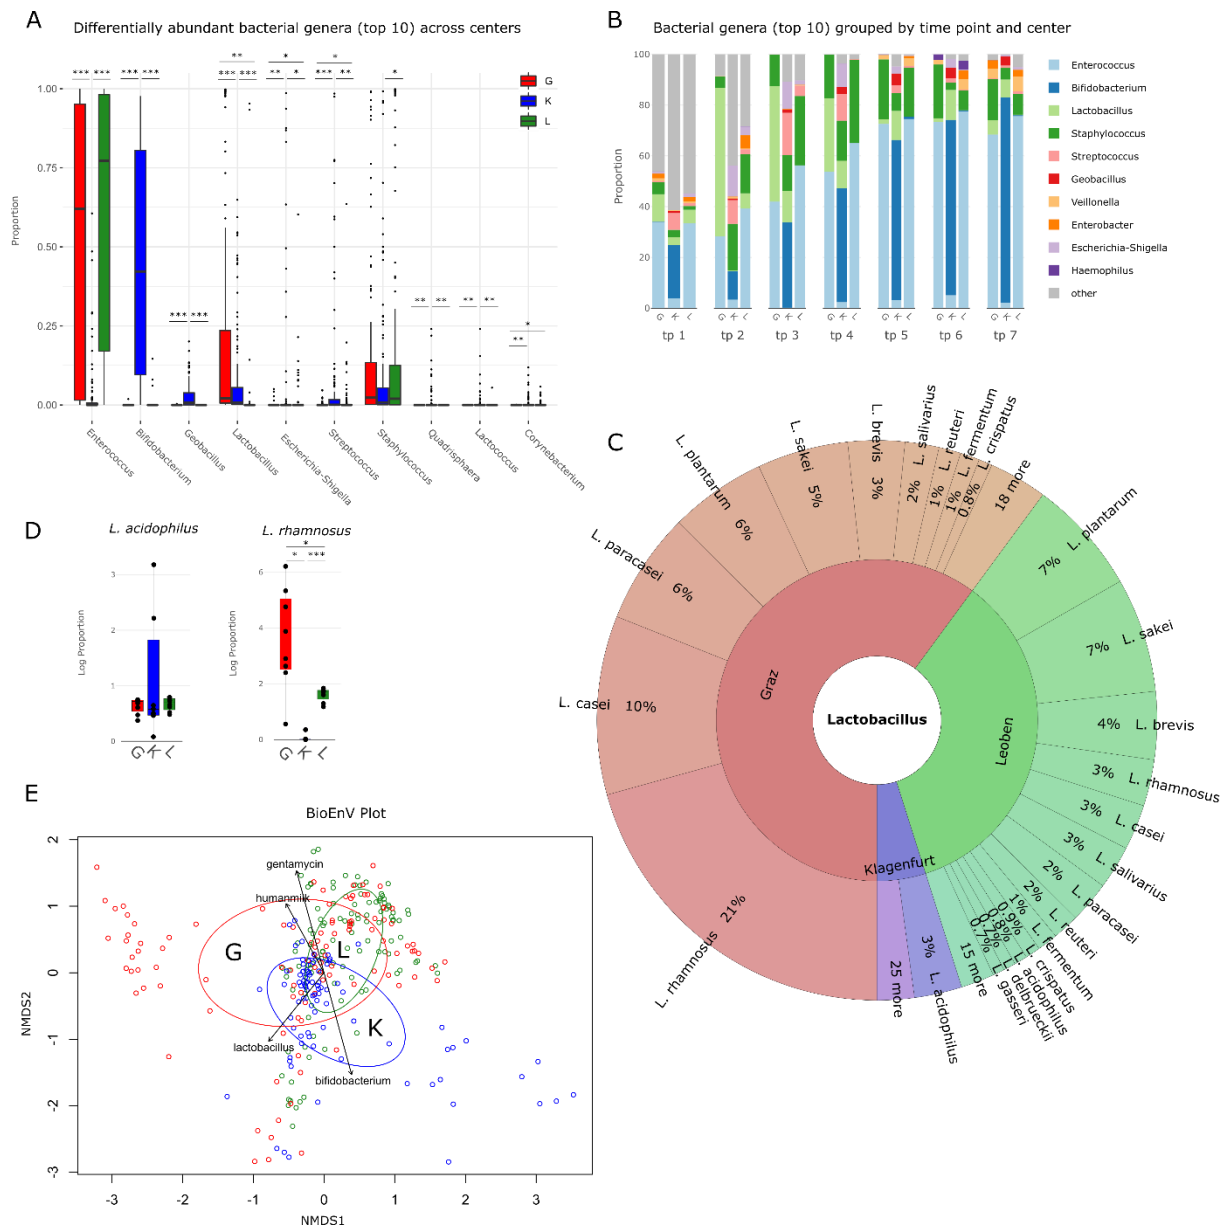 A
Differentially abundant bacterial genera (top 10) across centers
*** *** *** *** ** *** *** * ** * * *** ** *
G
K
L
*** ***
** ** ** ** * **
1.00
0.75
0.50
0.25
0.00
Proportion
Enterococcus
Bifidobacterium
Geobacillus
Lactobacillus
Escherichia-Shigella
Streptococcus
Staphylococcus
Quadrisphaera
Lactococcus
Corynebacterium
B
Bacterial genera (top 10) grouped by time point and center
100
80
60
40
20
0
Proportion
G K L G K L G K L G K L G K L G K L G K L
tp 1 tp 2 tp 3 tp 4 tp 5 tp 6 tp 7
Enterococcus
Bifidobacterium
Lactobacillus
Staphylococcus
Streptococcus
Geobacillus
Veillonella
Enterobacter
Escherichia-Shigella
Haemophilus
other
C
Lactobacillus
Graz
Leoben
Klagenfurt
L. rhamnosus 21%
L. casei 10%
L. paracasei 6%
L. plantarum 6%
L. sakei 5%
L. brevis 3%
L. salivarius 2%
L. reuteri 1%
L. fermentum 1%
L. crispatus 0.8%
18 more
7% L. plantarum
7% L. sakei
4% L. brevis
3% L. rhamnosus
3% L. casei
3% L. salivarius
2% L. paracasei
2% L. reuteri
1% L. fermentum
0.9% L. crispatus
0.8% L. acidophilus
0.7% L. delbrueckii
0.7% L. gasseri
15 more
3% L. acidophilus
25 more
D
L. acidophilus
3
2
1
0
Log Proportion
G K L
L. rhamnosus
*
* ***
6
4
2
0
Log Proportion
G K L
E
BioEnV Plot
2
1
0
-1
-2
-3
NMDS2
gentamycin
humanmilk
G
L
K
lactobacillus
bifidobacterium
-3 -2 -1 0 1 2 3
NMDS1